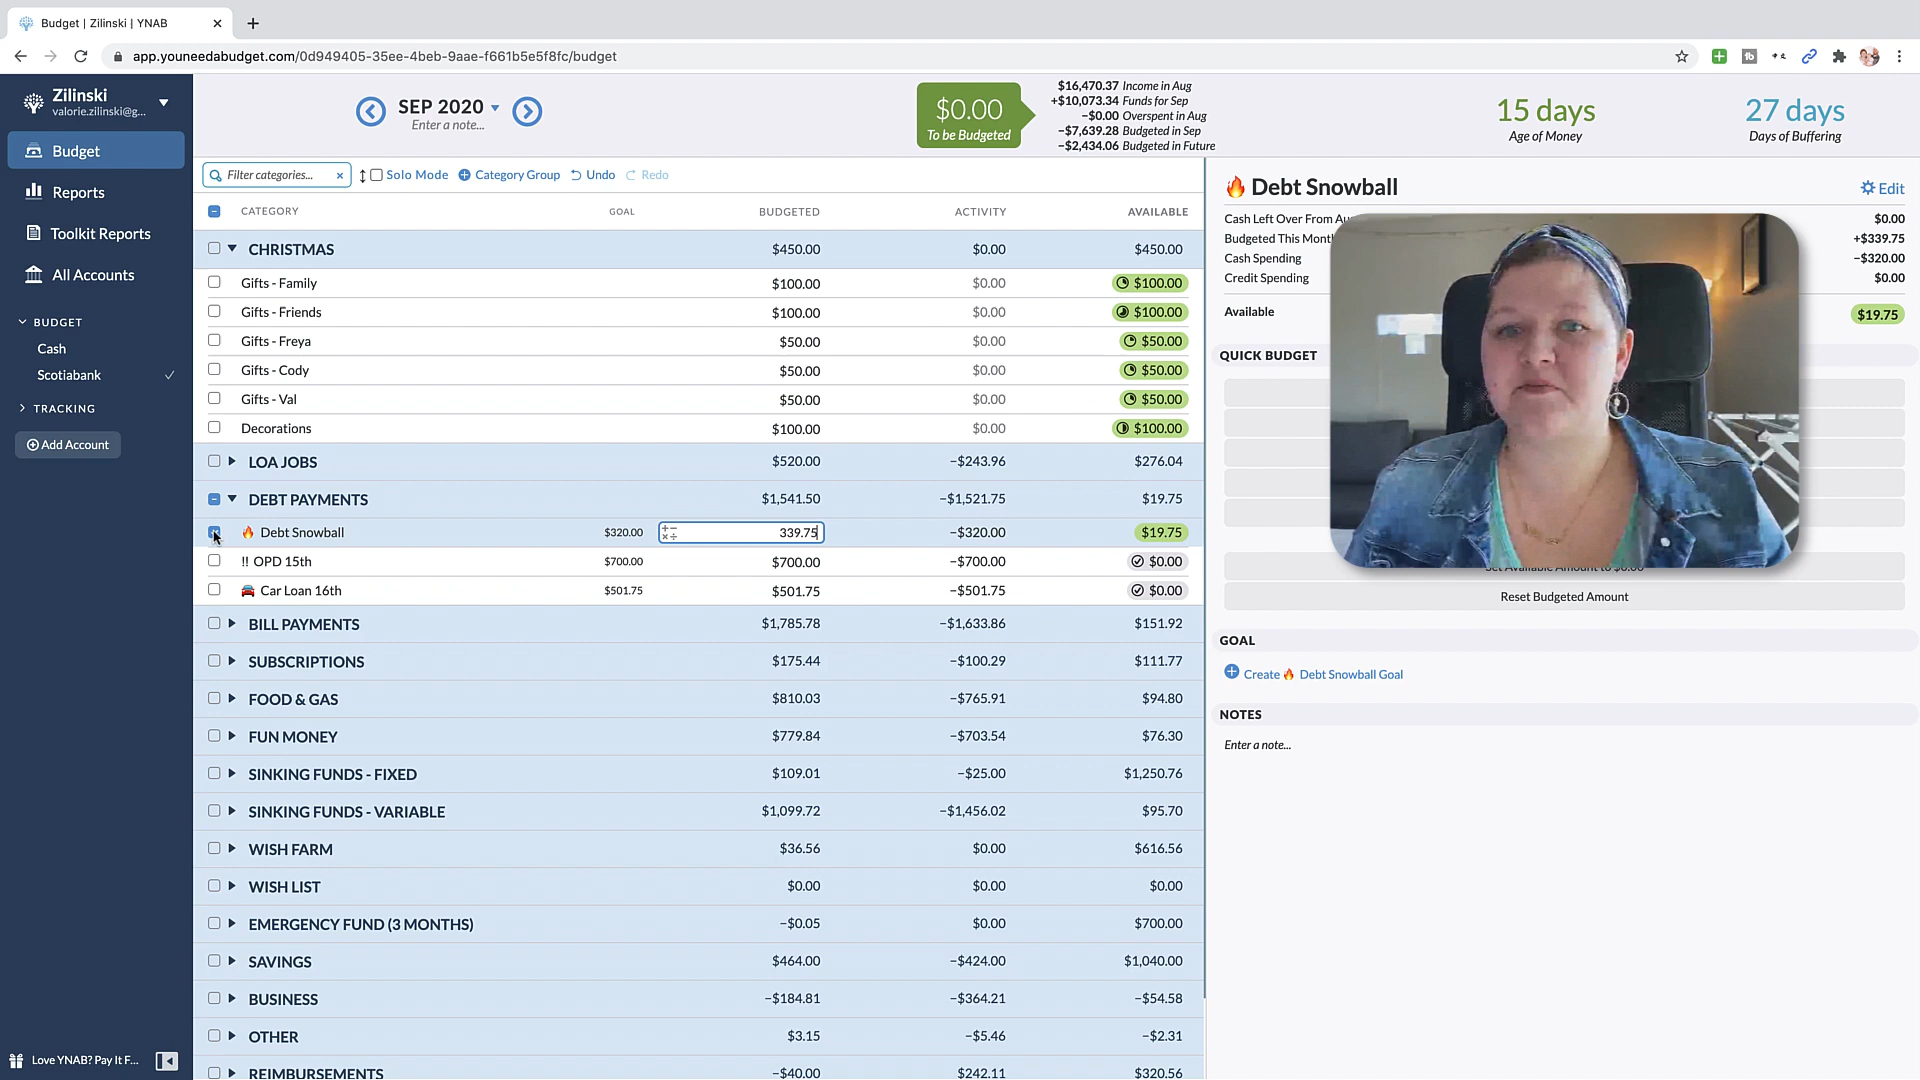 Budget | Zilinski | YNAB
app.youneedabudget.com/0d949405-35ee-4beb-9aae-f661b5e5f8fc/budget
Zilinski
valorie.zilinski@g...
SEP 2020
Enter a note...
$0.00
To be Budgeted
$16,470.37 Income in Aug
+$10,073.34 Funds for Sep
−$0.00 Overspent in Aug
−$7,639.28 Budgeted in Sep
−$2,434.06 Budgeted in Future
15 days
Age of Money
27 days
Days of Buffering
Budget
Reports
Toolkit Reports
All Accounts
BUDGET
Cash
Scotiabank
TRACKING
Add Account
Love YNAB? Pay It F...
Filter categories...
Solo Mode
Category Group
Undo
Redo
CATEGORY GOAL BUDGETED ACTIVITY AVAILABLE
CHRISTMAS $450.00 $0.00 $450.00
Gifts - Family $100.00 $0.00 $100.00
Gifts - Friends $100.00 $0.00 $100.00
Gifts - Freya $50.00 $0.00 $50.00
Gifts - Cody $50.00 $0.00 $50.00
Gifts - Val $50.00 $0.00 $50.00
Decorations $100.00 $0.00 $100.00
LOA JOBS $520.00 −$243.96 $276.04
DEBT PAYMENTS $1,541.50 −$1,521.75 $19.75
🔥 Debt Snowball $320.00 339.75 −$320.00 $19.75
!! OPD 15th $700.00 $700.00 −$700.00 $0.00
🚘 Car Loan 16th $501.75 $501.75 −$501.75 $0.00
BILL PAYMENTS $1,785.78 −$1,633.86 $151.92
SUBSCRIPTIONS $175.44 −$100.29 $111.77
FOOD & GAS $810.03 −$765.91 $94.80
FUN MONEY $779.84 −$703.54 $76.30
SINKING FUNDS - FIXED $109.01 −$25.00 $1,250.76
SINKING FUNDS - VARIABLE $1,099.72 −$1,456.02 $95.70
WISH FARM $36.56 $0.00 $616.56
WISH LIST $0.00 $0.00 $0.00
EMERGENCY FUND (3 MONTHS) −$0.05 $0.00 $700.00
SAVINGS $464.00 −$424.00 $1,040.00
BUSINESS −$184.81 −$364.21 −$54.58
OTHER $3.15 −$5.46 −$2.31
REIMBURSEMENTS −$40.00 $242.11 $320.56
🔥 Debt Snowball
Edit
Cash Left Over From $0.00
Budgeted This Month +$339.75
Cash Spending −$320.00
Credit Spending $0.00
Available $19.75
QUICK BUDGET
Set Available Amount to $0.00
Reset Budgeted Amount
GOAL
Create 🔥 Debt Snowball Goal
NOTES
Enter a note...